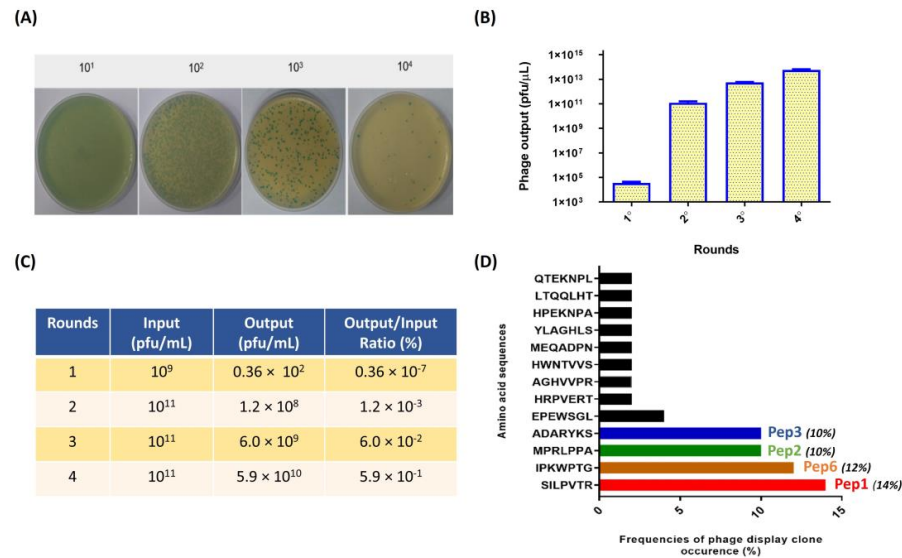 (A)
10¹ 10² 10³ 10⁴
(B)
Phage output (pfu/µL)
1×10¹⁵
1×10¹³
1×10¹¹
1×10⁹
1×10⁷
1×10⁵
1×10³
1° 2° 3° 4°
Rounds
(C)
Rounds Input (pfu/mL) Output (pfu/mL) Output/Input Ratio (%)
1 10⁹ 0.36 × 10² 0.36 × 10⁻⁷
2 10¹¹ 1.2 × 10⁸ 1.2 × 10⁻³
3 10¹¹ 6.0 × 10⁹ 6.0 × 10⁻²
4 10¹¹ 5.9 × 10¹⁰ 5.9 × 10⁻¹
(D)
Amino acid sequences
QTEKNPL
LTQQLHT
HPEKNPA
YLAGHLS
MEQADPN
HWNTVVS
AGHVVPR
HRPVERT
EPEWSGL
ADARYKS Pep3 (10%)
MPRLPPA Pep2 (10%)
IPKWPTG Pep6 (12%)
SILPVTR Pep1 (14%)
0 5 10 15
Frequencies of phage display clone
occurence (%)